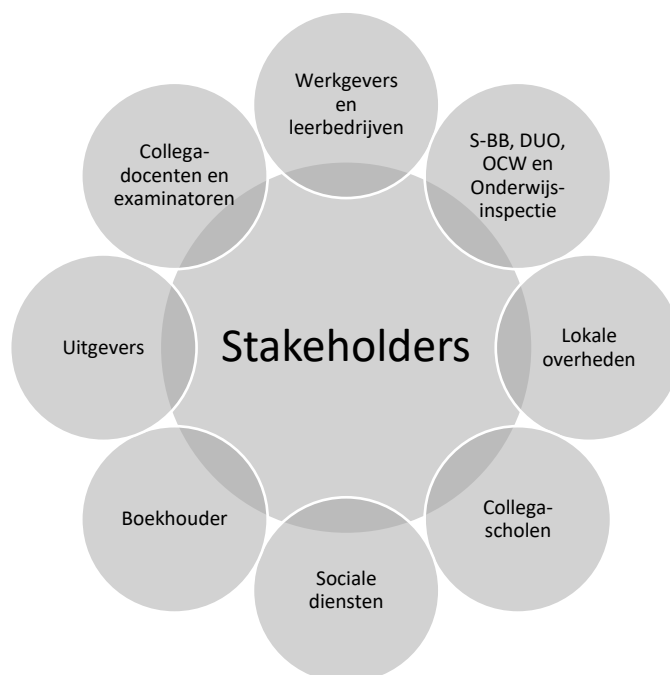 Werkgevers
en
leerbedrijven
S-BB, DUO,
OCW en
Onderwijs-
inspectie
Lokale
overheden
Collega-
scholen
Sociale
diensten
Boekhouder
Uitgevers
Collega-
docenten en
examinatoren
Stakeholders